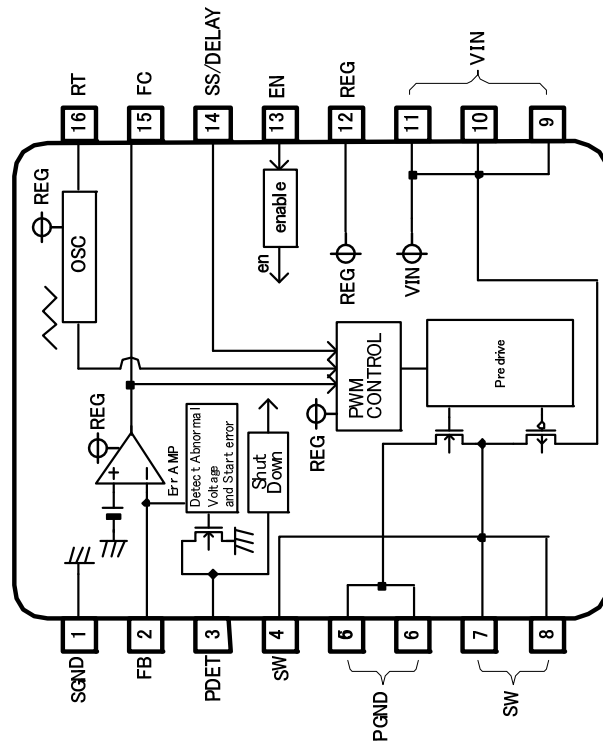 RT
FC
SS/DELAY
EN
REG
VIN
16
15
14
13
12
11
10
9
REG
OSC
enable
en
REG
VIN
REG
+
−
Err AMP
Detect Abnormal
Voltage
and Start error
Shut
Down
REG
PWM
CONTROL
Predrive
1
2
3
4
5
6
7
8
SGND
FB
PDET
SW
PGND
SW